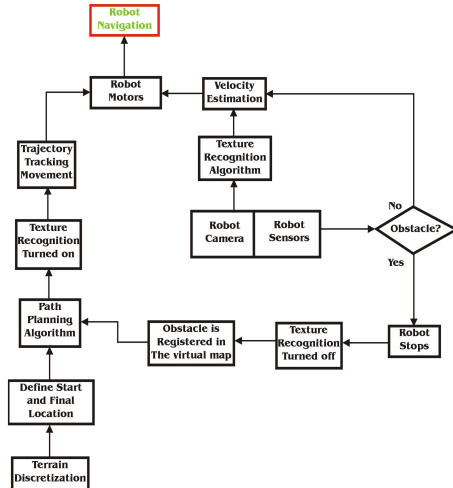 Robot
Navigation
Robot
Motors
Velocity
Estimation
Trajectory
Tracking
Movement
Texture
Recognition
Algorithm
Robot
Camera
Robot
Sensors
No
Obstacle?
Yes
Texture
Recognition
Turned on
Path
Planning
Algorithm
Obstacle is
Registered in
The virtual map
Texture
Recognition
Turned off
Robot
Stops
Define Start
and Final
Location
Terrain
Discretization